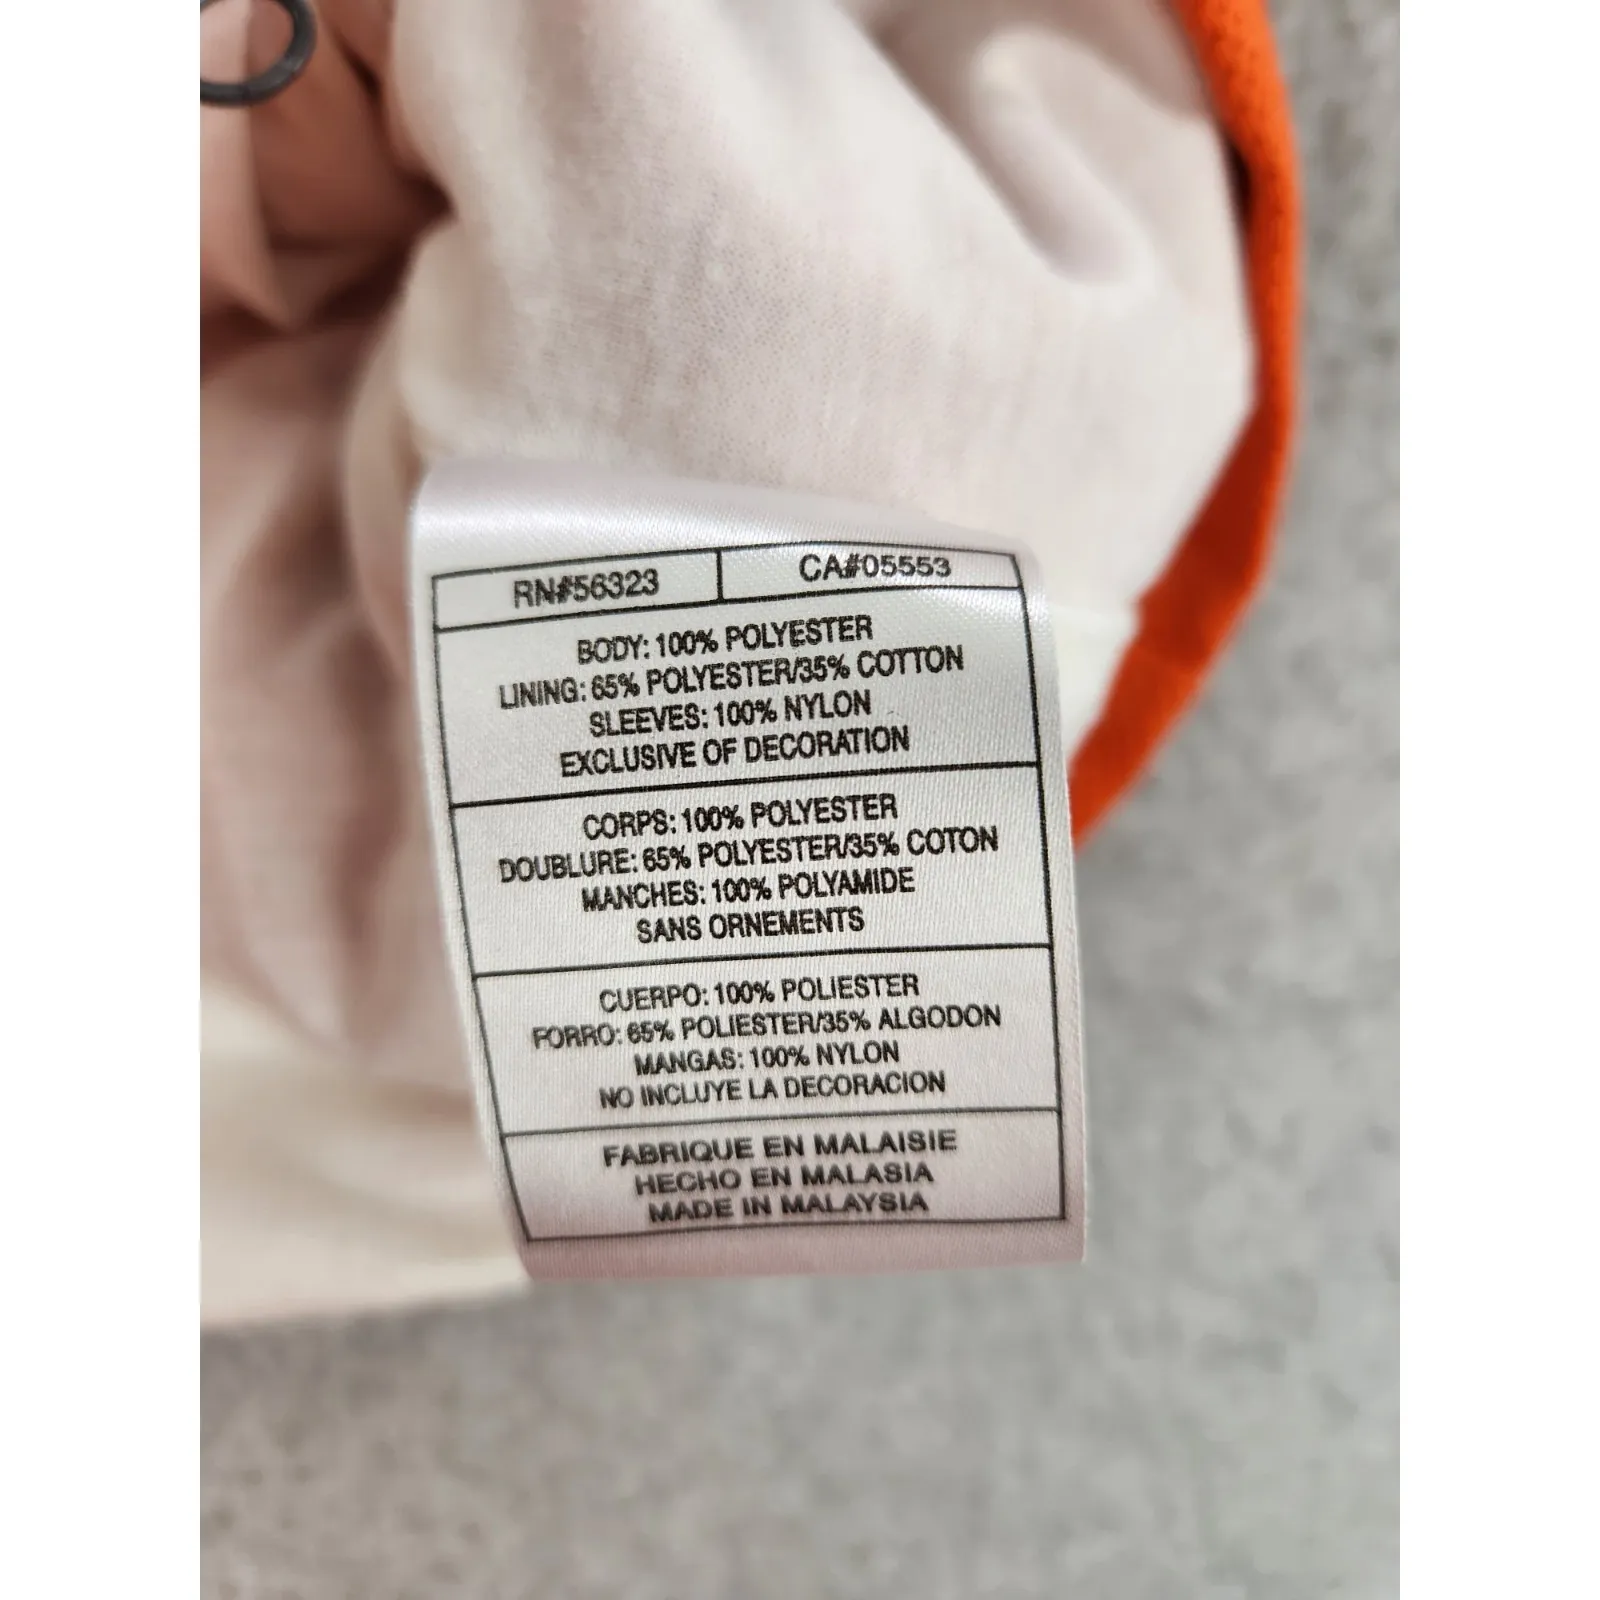 RN#56323 CA#05553
BODY: 100% POLYESTER
LINING: 65% POLYESTER/35% COTTON
SLEEVES: 100% NYLON
EXCLUSIVE OF DECORATION
CORPS: 100% POLYESTER
DOUBLURE: 65% POLYESTER/35% COTON
MANCHES: 100% POLYAMIDE
SANS ORNEMENTS
CUERPO: 100% POLIESTER
FORRO: 65% POLIESTER/35% ALGODON
MANGAS: 100% NYLON
NO INCLUYE LA DECORACION
FABRIQUE EN MALAISIE
HECHO EN MALASIA
MADE IN MALAYSIA